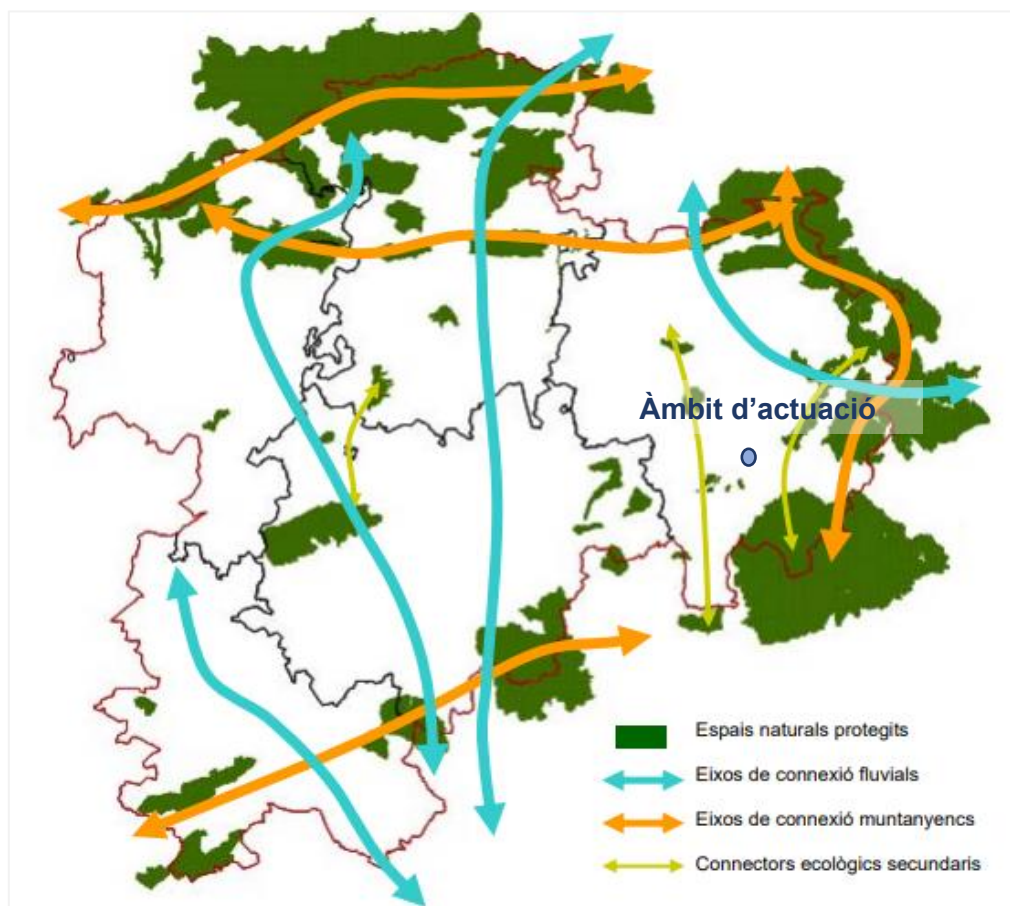 Àmbit d’actuació
Espais naturals protegits
Eixos de connexió fluvials
Eixos de connexió muntanyencs
Connectors ecològics secundaris